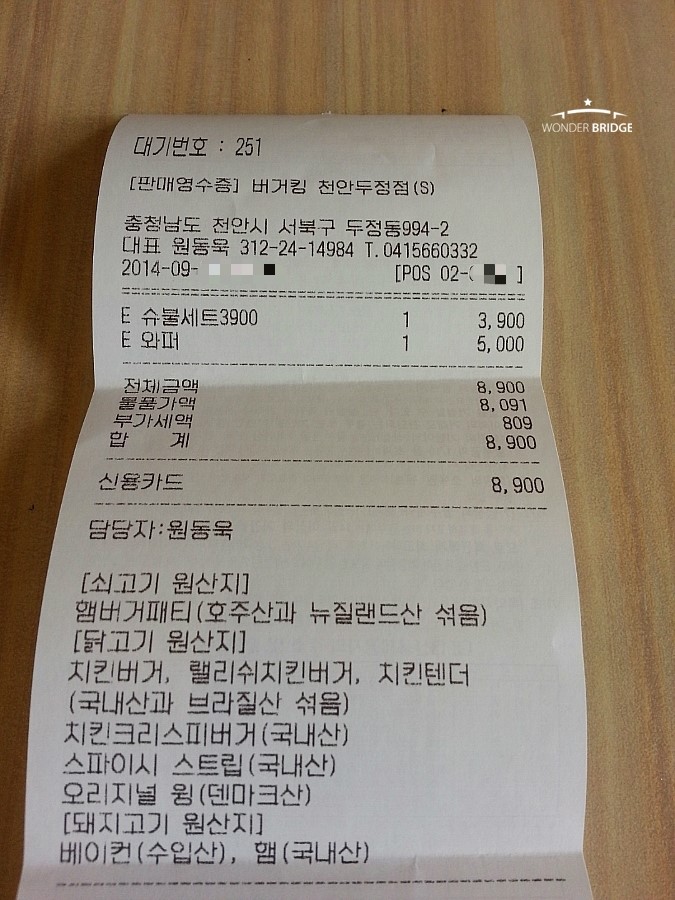 WONDER BRIDGE
대기번호 : 251
[판매영수증] 버거킹 천안두정점(S)
충청남도 천안시 서북구 두정동994-2
대표 원동욱 312-24-14984 T.0415660332
2014-09- [POS 02- ]
E 슈불세트3900 1 3,900
E 와퍼 1 5,000
전체금액 8,900
물품가액 8,091
부가세액 809
합 계 8,900
신용카드 8,900
담당자:원동욱
[쇠고기 원산지]
햄버거패티(호주산과 뉴질랜드산 섞음)
[닭고기 원산지]
치킨버거, 랠리쉬치킨버거, 치킨텐더
(국내산과 브라질산 섞음)
치킨크리스피버거(국내산)
스파이시 스트립(국내산)
오리지널 윙(덴마크산)
[돼지고기 원산지]
베이컨(수입산), 햄(국내산)